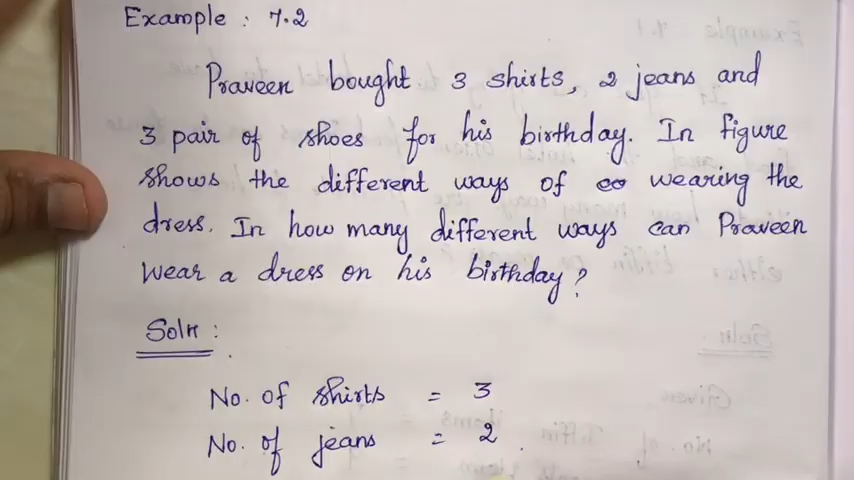 Example : 7.2
Praveen bought 3 shirts, 2 jeans and
3 pair of shoes for his birthday. In figure
shows the different ways of wearing the
dress. In how many different ways can Praveen
wear a dress on his birthday?
Soln :
No. of shirts = 3
No. of jeans = 2